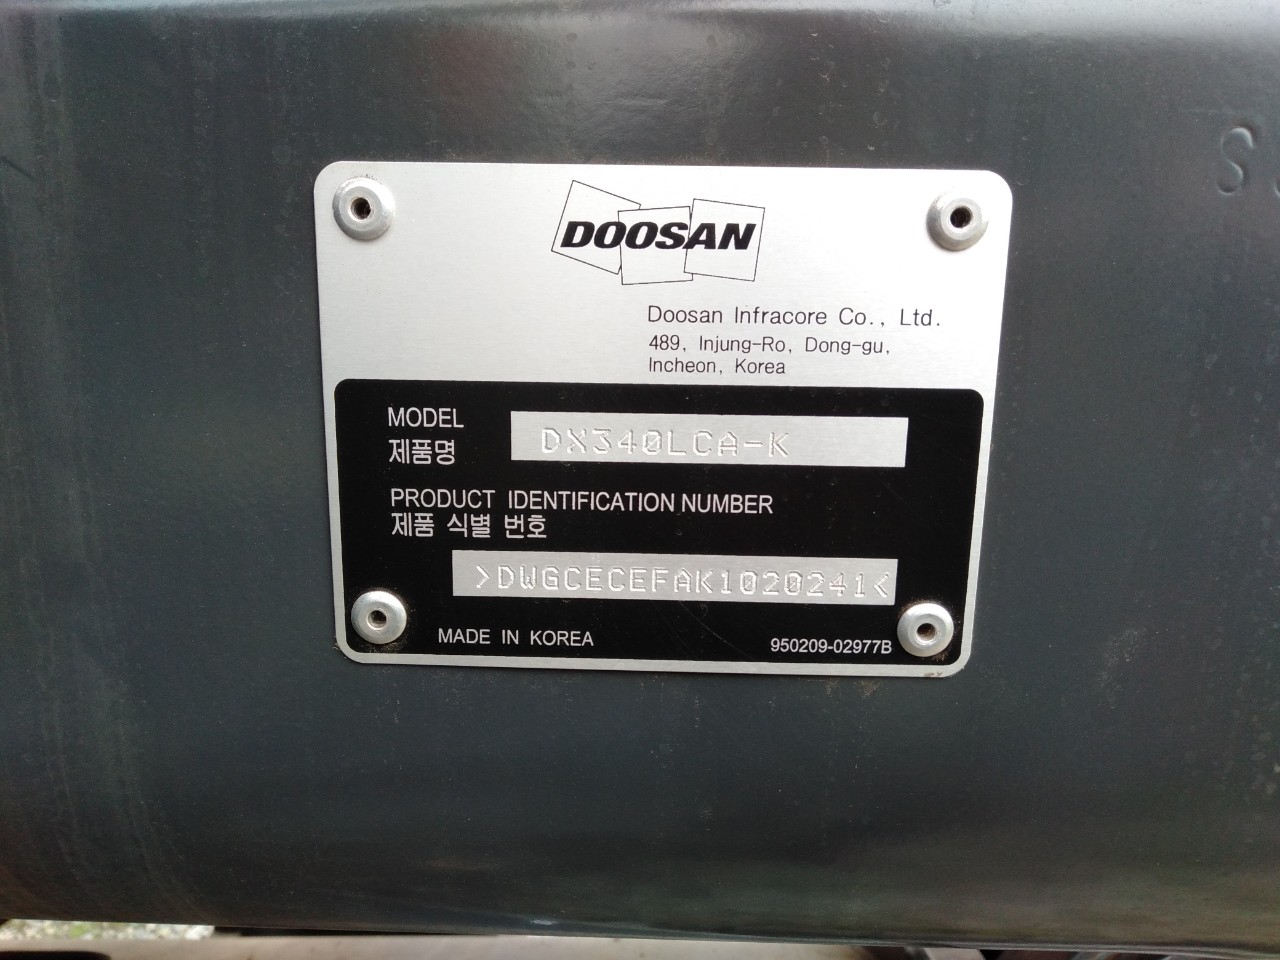 DOOSAN
Doosan Infracore Co., Ltd.
489, Injung-Ro, Dong-gu,
Incheon, Korea
MODEL
제품명
DX340LCA-K
PRODUCT IDENTIFICATION NUMBER
제품 식별 번호
>DWGCECEFAK1020241<
MADE IN KOREA
950209-02977B